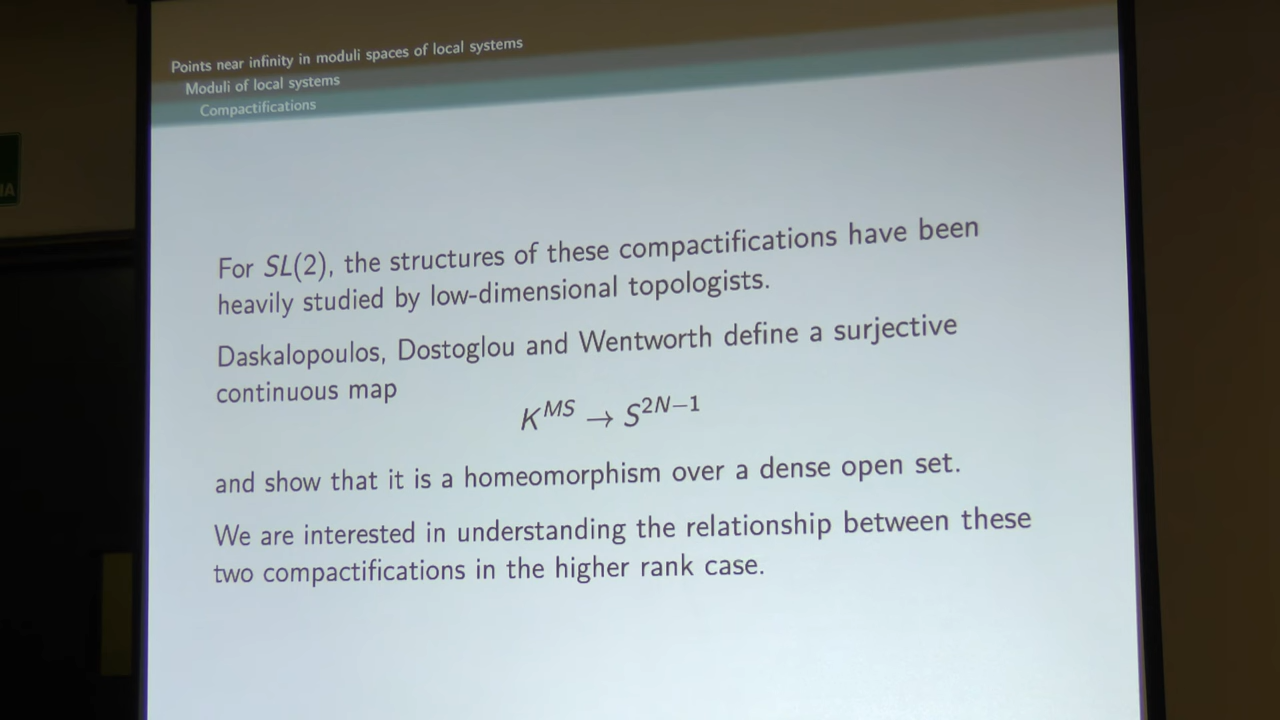 Points near infinity in moduli spaces of local systems
Moduli of local systems
Compactifications
For SL(2), the structures of these compactifications have been
heavily studied by low-dimensional topologists.
Daskalopoulos, Dostoglou and Wentworth define a surjective
continuous map
K^{MS} → S^{2N−1}
and show that it is a homeomorphism over a dense open set.
We are interested in understanding the relationship between these
two compactifications in the higher rank case.